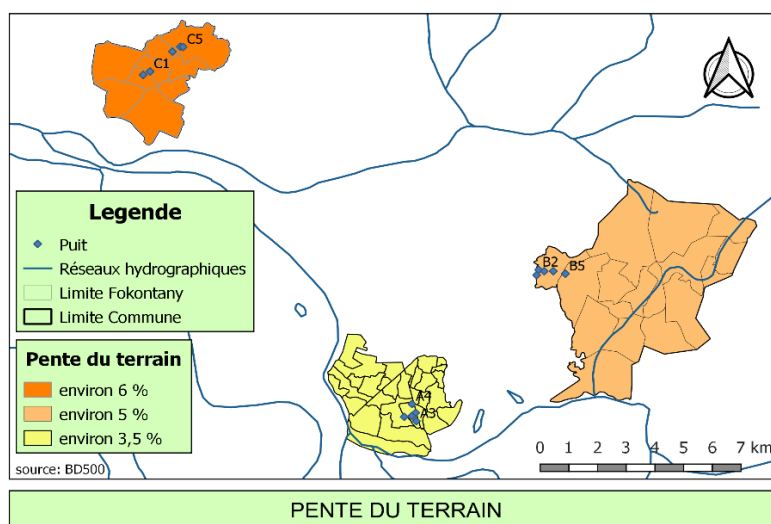 C5
C1
Legende
Puit
Réseaux hydrographiques
Limite Fokontany
Limite Commune
B2
B5
Pente du terrain
environ 6 %
environ 5 %
environ 3,5 %
A4
A3
0 1 2 3 4 5 6 7 km
source: BD500
PENTE DU TERRAIN